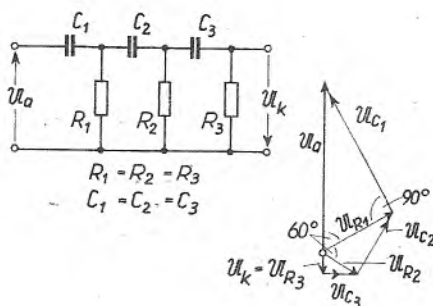 C₁ C₂ C₃
𝔘ₐ R₁ R₂ R₃ 𝔘ₖ
R₁ = R₂ = R₃
C₁ = C₂ = C₃
𝔘ₐ 𝔘C₁
60° 𝔘R₁ 90°
𝔘C₂
𝔘ₖ = 𝔘R₃ 𝔘R₂
𝔘C₃